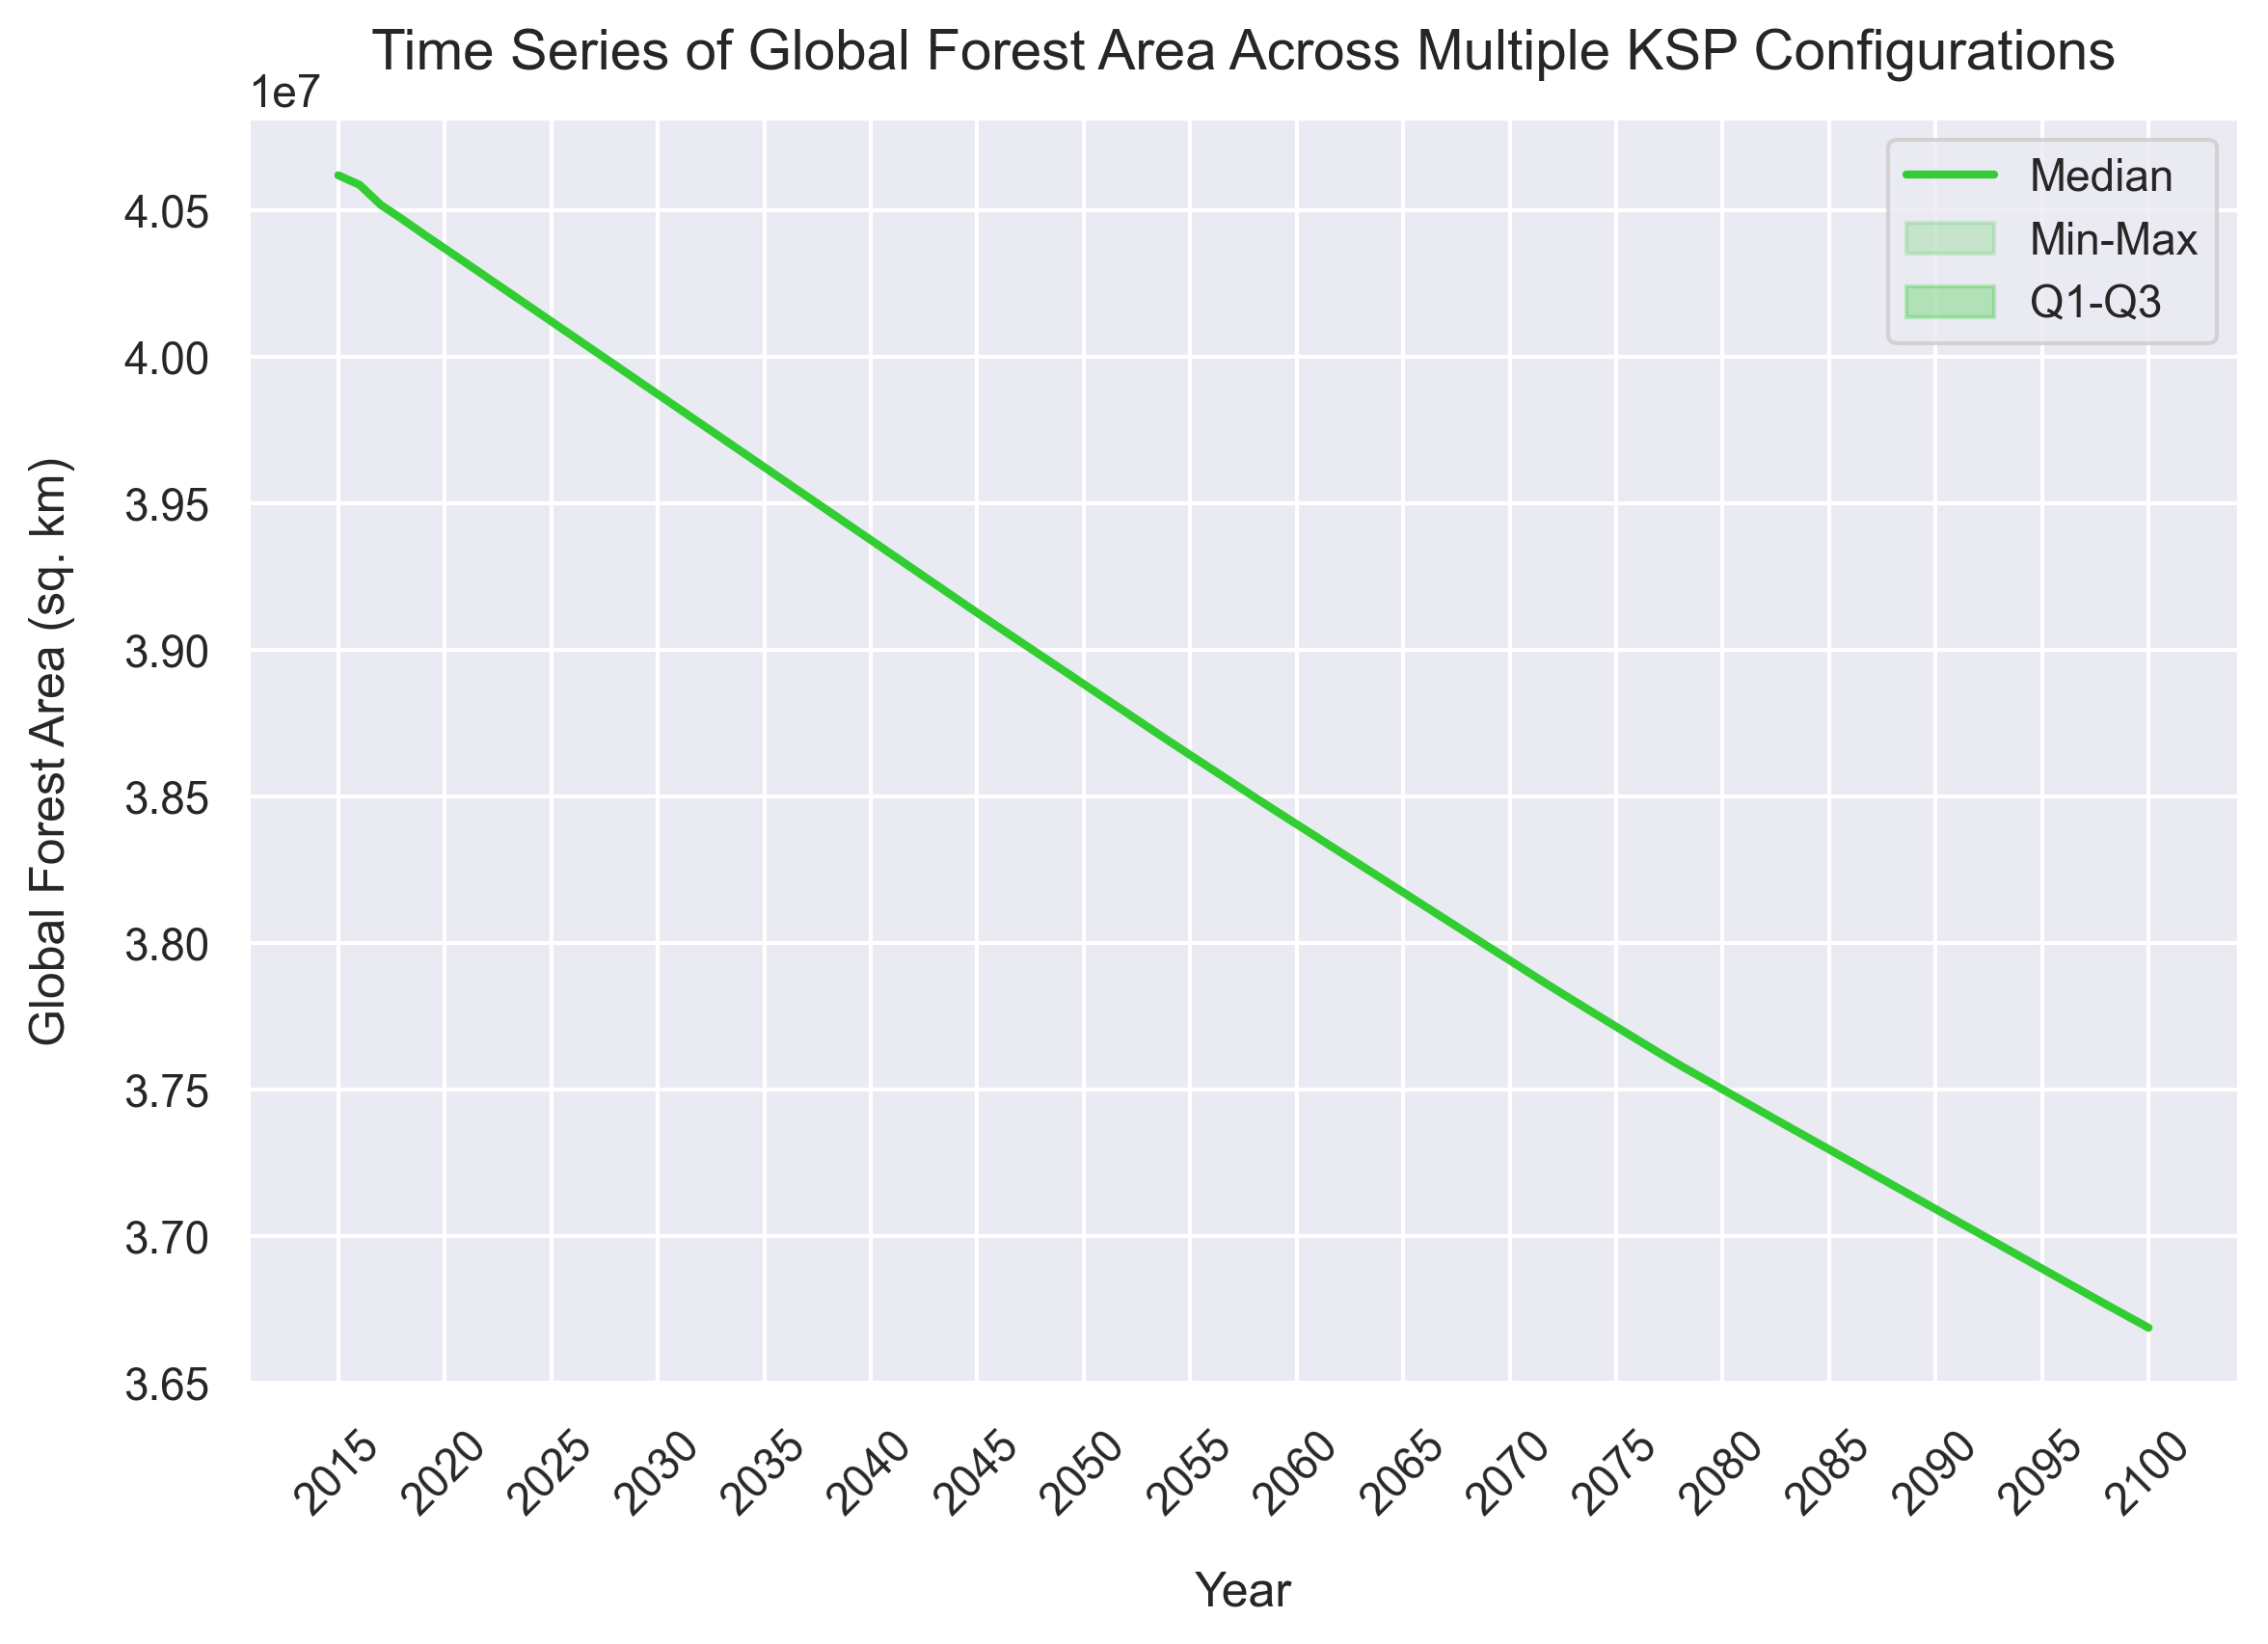 Time Series of Global Forest Area Across Multiple KSP Configurations
1e7
Median
Min-Max
Q1-Q3
4.05
4.00
3.95
3.90
3.85
3.80
3.75
3.70
3.65
Global Forest Area (sq. km)
2015 2020 2025 2030 2035 2040 2045 2050 2055 2060 2065 2070 2075 2080 2085 2090 2095 2100
Year